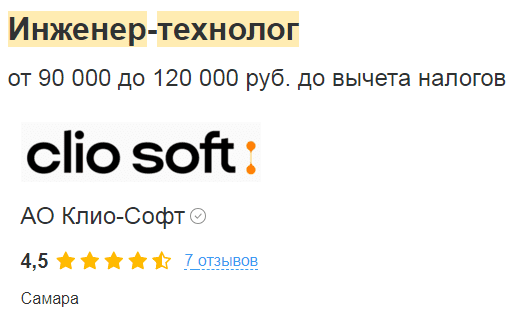 Инженер-технолог
от 90 000 до 120 000 руб. до вычета налогов
clio soft
АО Клио-Софт
4,5 7 отзывов
Самара